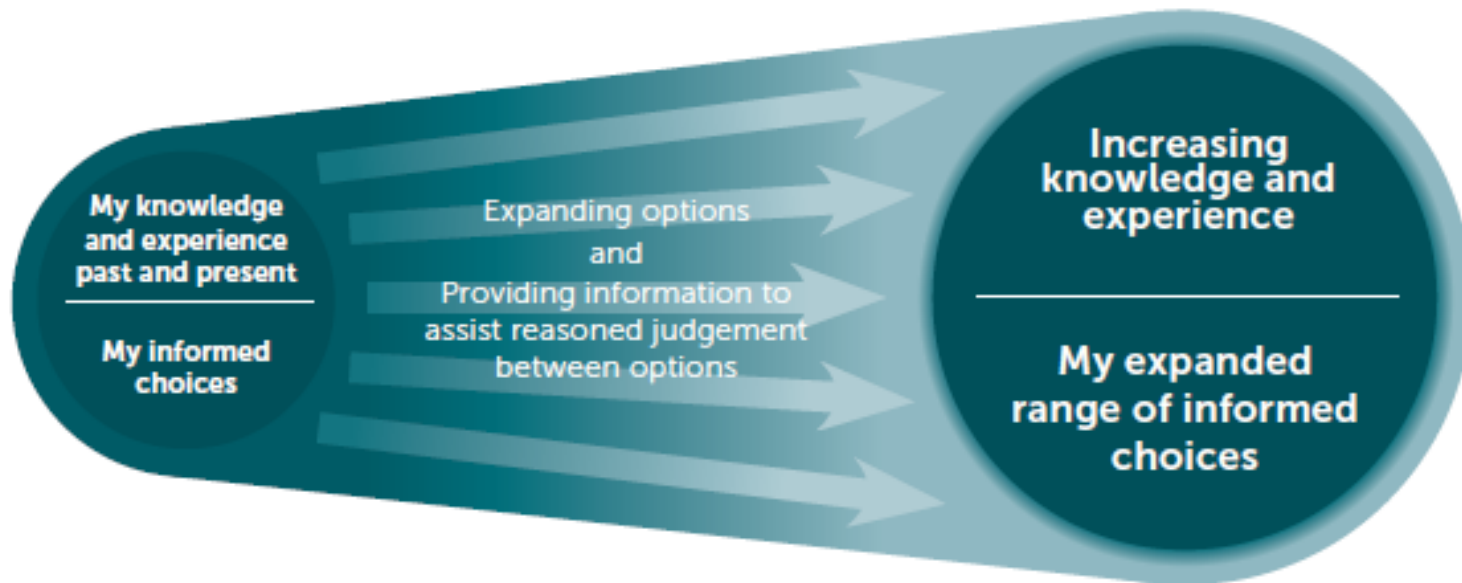 My knowledge
and experience
past and present
My informed
choices
Expanding options
and
Providing information to
assist reasoned judgement
between options
Increasing
knowledge and
experience
My expanded
range of informed
choices